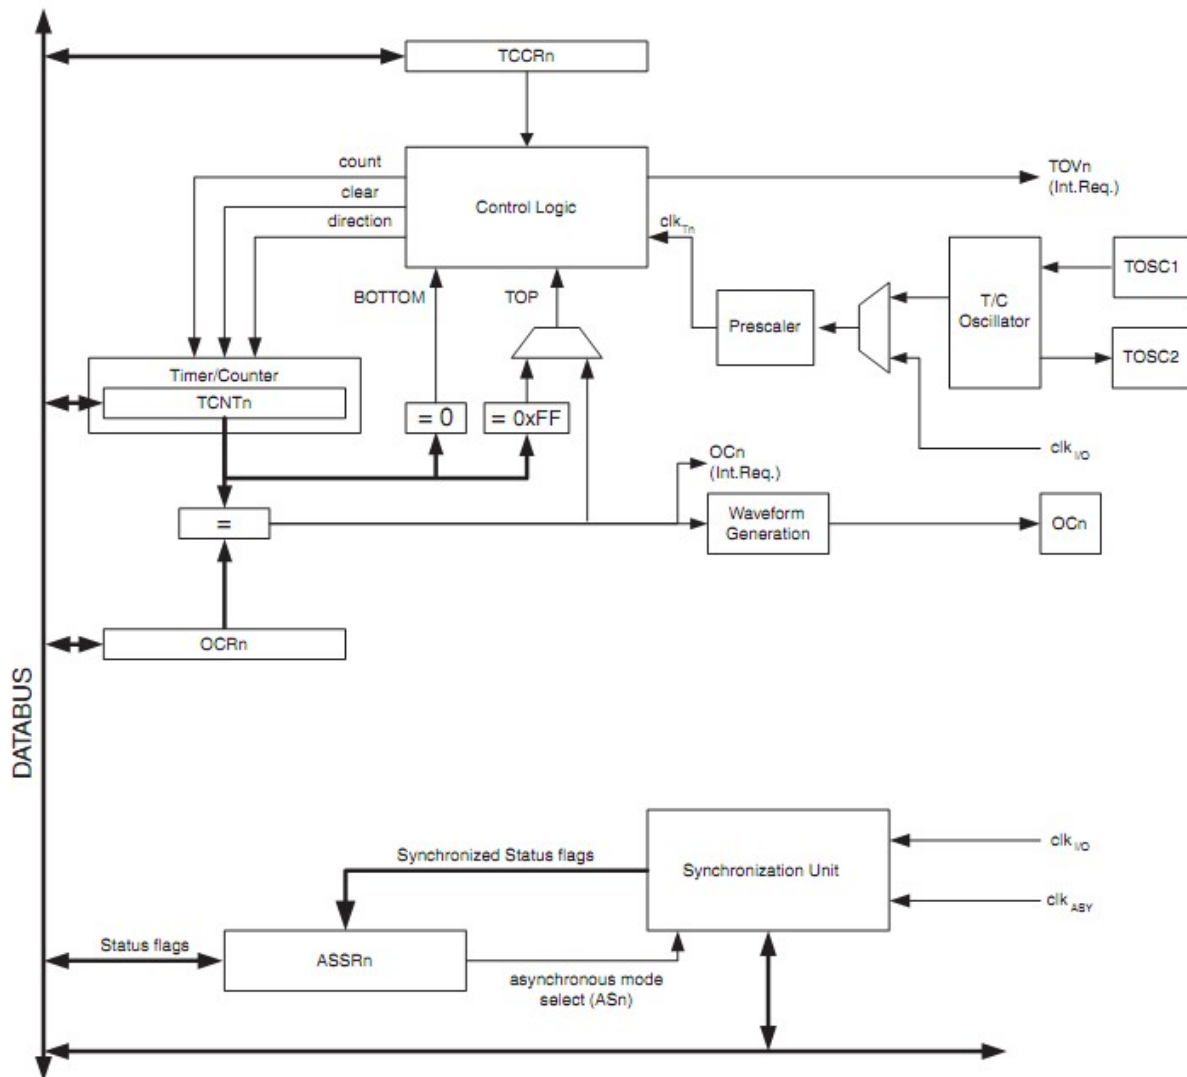 TCCRn
count
clear
direction
Control Logic
TOVn
(Int.Req.)
clkTn
BOTTOM
TOP
Prescaler
T/C
Oscillator
TOSC1
TOSC2
Timer/Counter
TCNTn
= 0
= 0xFF
clkI/O
OCn
(Int.Req.)
=
Waveform
Generation
OCn
OCRn
DATABUS
Synchronized Status flags
Synchronization Unit
clkI/O
clkASY
Status flags
ASSRn
asynchronous mode
select (ASn)